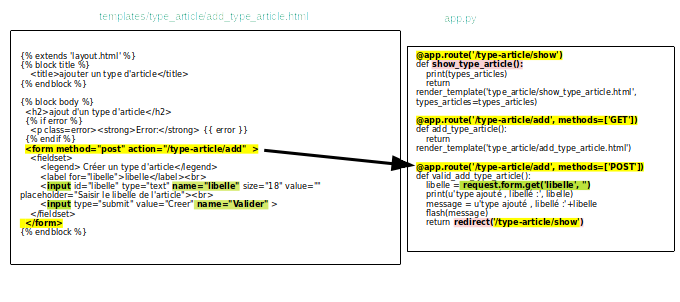 templates/type_article/add_type_article.html
{% extends 'layout.html' %}
{% block title %}
<title>ajouter un type d'article</title>
{% endblock %}
{% block body %}
<h2>ajout d'un type d'article</h2>
{% if error %}
<p class=error><strong>Error:</strong> {{ error }}
{% endif %}
<form method="post" action="/type-article/add" >
<fieldset>
<legend> Créer un type d'article</legend>
<label for="libelle">libelle</label><br>
<input id="libelle" type="text" name="libelle" size="18" value=""
placeholder="Saisir le libelle de l'article"><br>
<input type="submit" value="Creer" name="Valider" >
</fieldset>
</form>
{% endblock %}
app.py
@app.route('/type-article/show')
def show_type_article():
print(types_articles)
return
render_template('type_article/show_type_article.html',
types_articles=types_articles)
@app.route('/type-article/add', methods=['GET'])
def add_type_article():
return
render_template('type_article/add_type_article.html')
@app.route('/type-article/add', methods=['POST'])
def valid_add_type_article():
libelle = request.form.get('libelle', '')
print(u'type ajouté , libellé :', libelle)
message = u'type ajouté , libellé :'+libelle
flash(message)
return redirect('/type-article/show')